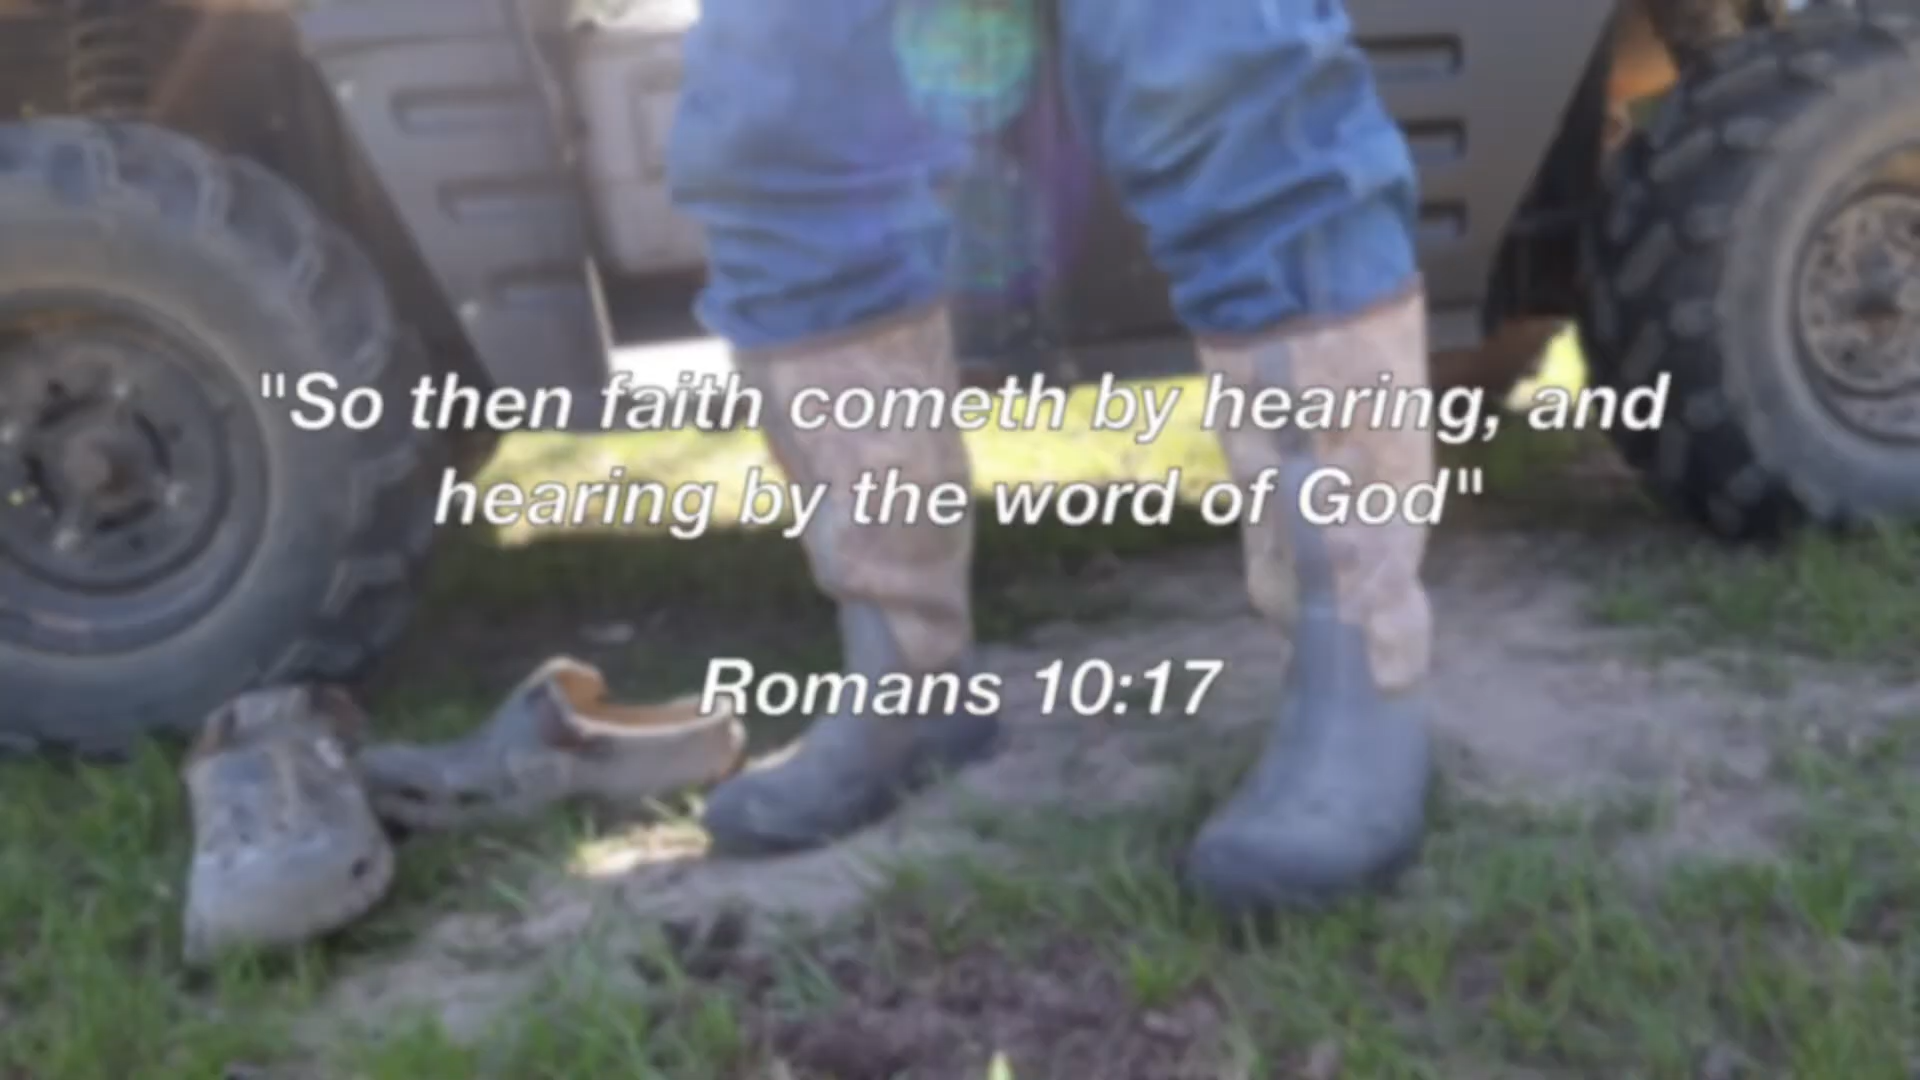 "So then faith cometh by hearing, and
hearing by the word of God"
Romans 10:17